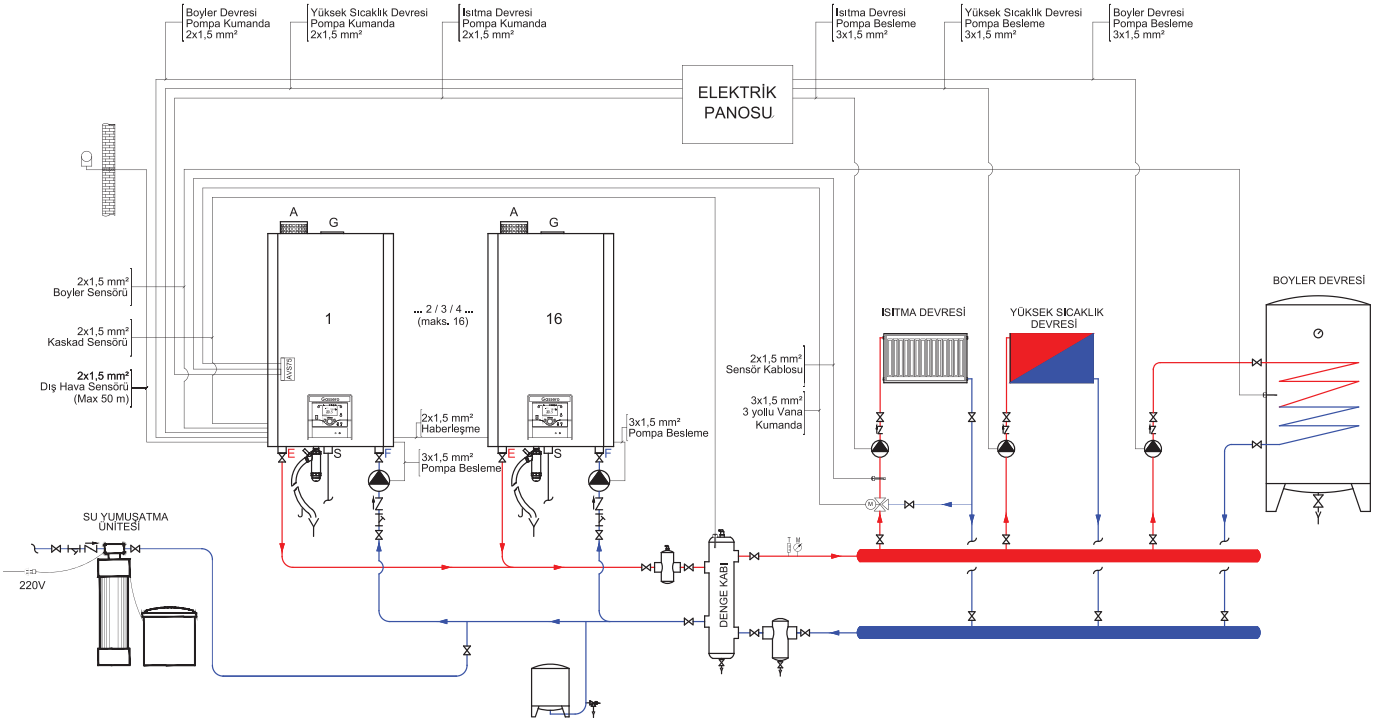 Boyler Devresi
Pompa Kumanda
2x1,5 mm²
Yüksek Sıcaklık Devresi
Pompa Kumanda
2x1,5 mm²
Isıtma Devresi
Pompa Kumanda
2x1,5 mm²
Isıtma Devresi
Pompa Besleme
3x1,5 mm²
Yüksek Sıcaklık Devresi
Pompa Besleme
3x1,5 mm²
Boyler Devresi
Pompa Besleme
3x1,5 mm²
ELEKTRİK
PANOSU
A
G
A
G
2x1,5 mm²
Boyler Sensörü
2x1,5 mm²
Kaskad Sensörü
2x1,5 mm²
Dış Hava Sensörü
(Max 50 m)
1
... 2 / 3 / 4 ...
(maks. 16)
16
AVS75
Gassero
Gassero
2x1,5 mm²
Haberleşme
3x1,5 mm²
Pompa Besleme
3x1,5 mm²
Pompa Besleme
E
S
F
E
S
F
2x1,5 mm²
Sensör Kablosu
3x1,5 mm²
3 yollu Vana
Kumanda
ISITMA DEVRESİ
YÜKSEK SICAKLIK
DEVRESİ
BOYLER DEVRESİ
M
SU YUMUŞATMA
ÜNİTESİ
220V
T
M
DENGE KABI